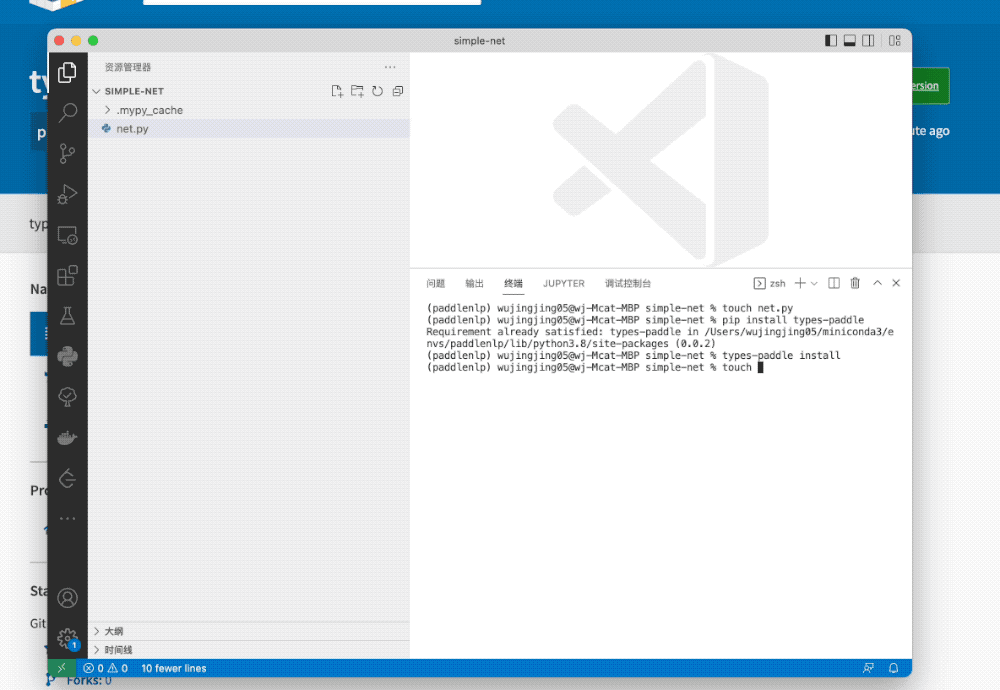 simple-net
ty
ersion
p
ute ago
typ
Na
Pro
Sta
Git
Forks: 0
资源管理器
SIMPLE-NET
.mypy_cache
net.py
大纲
时间线
问题 输出 终端 JUPYTER 调试控制台 zsh
(paddlenlp) wujingjing05@wj-Mcat-MBP simple-net % touch net.py
(paddlenlp) wujingjing05@wj-Mcat-MBP simple-net % pip install types-paddle
Requirement already satisfied: types-paddle in /Users/wujingjing05/miniconda3/e
nvs/paddlenlp/lib/python3.8/site-packages (0.0.2)
(paddlenlp) wujingjing05@wj-Mcat-MBP simple-net % types-paddle install
(paddlenlp) wujingjing05@wj-Mcat-MBP simple-net % touch
1
0 0 10 fewer lines